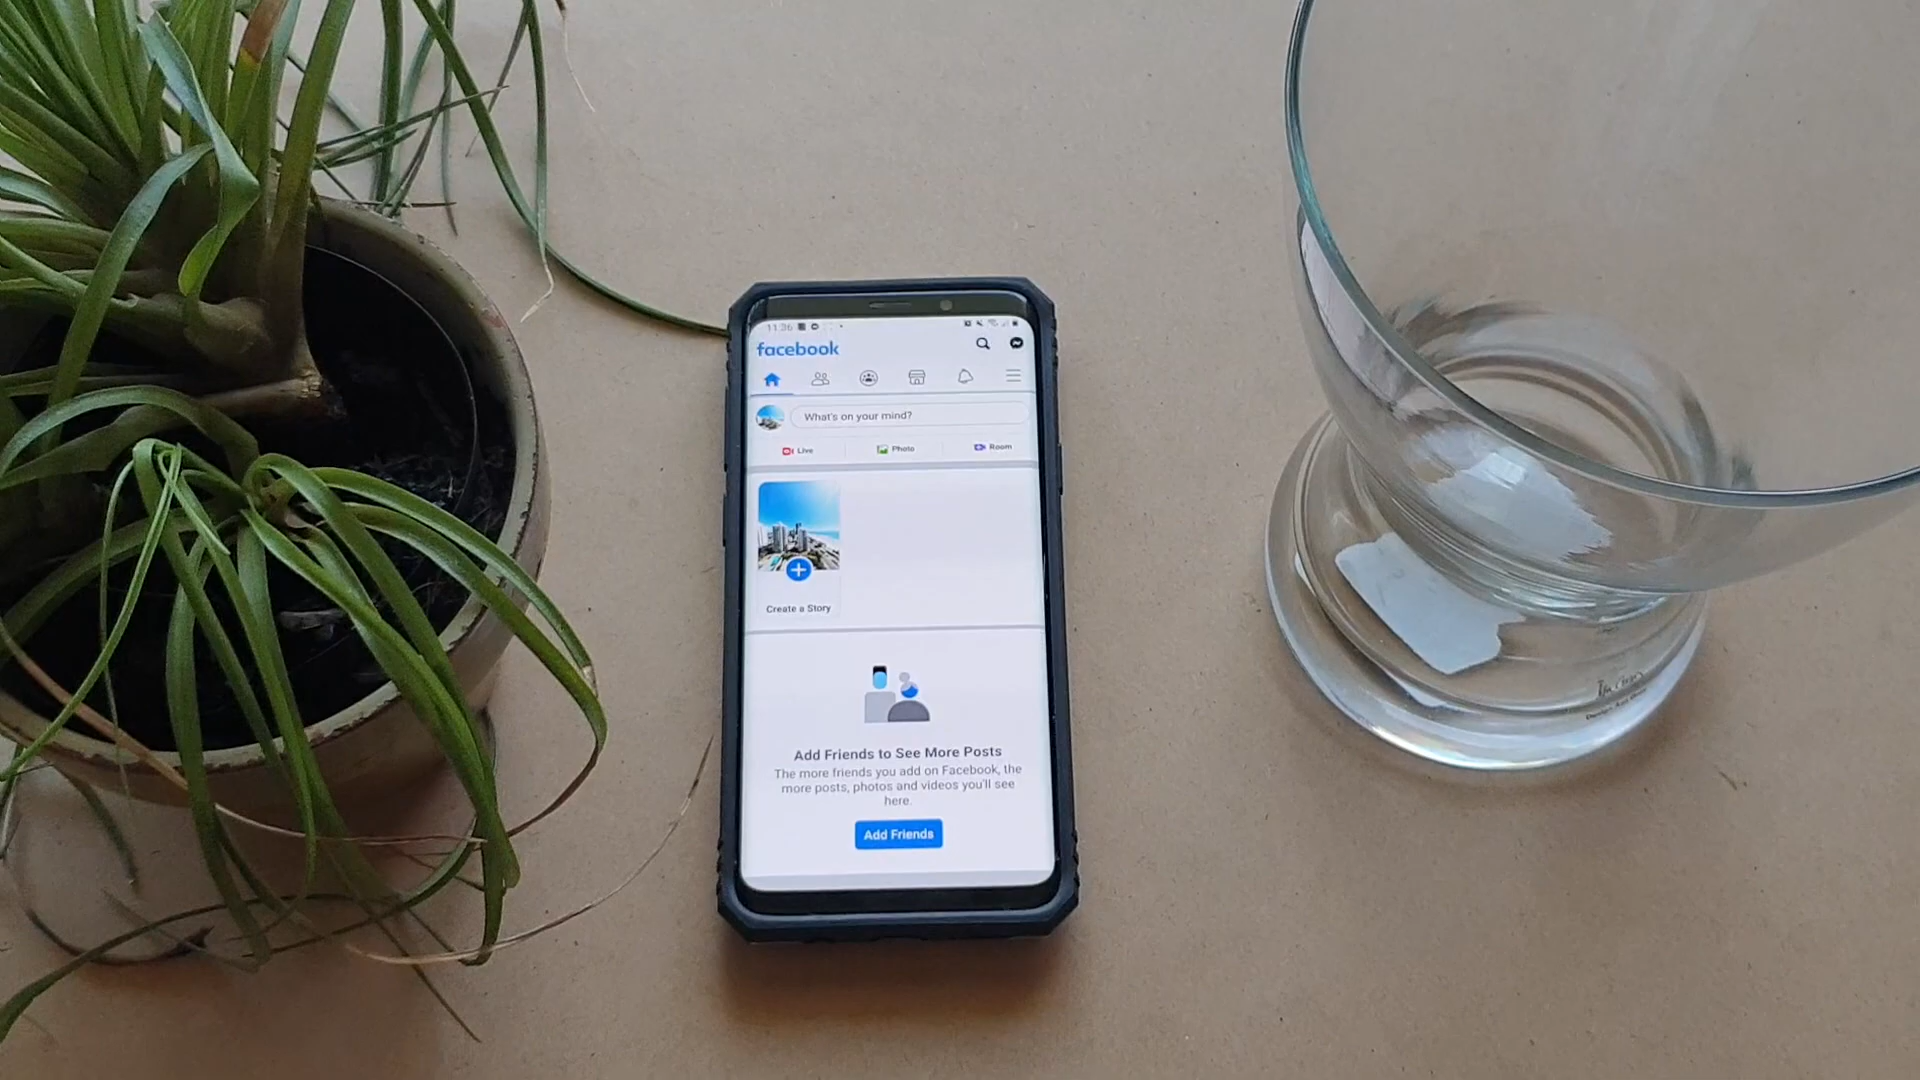 11:36
facebook
What's on your mind?
Live
Photo
Room
Create a Story
Add Friends to See More Posts
The more friends you add on Facebook, the
more posts, photos and videos you'll see
here.
Add Friends